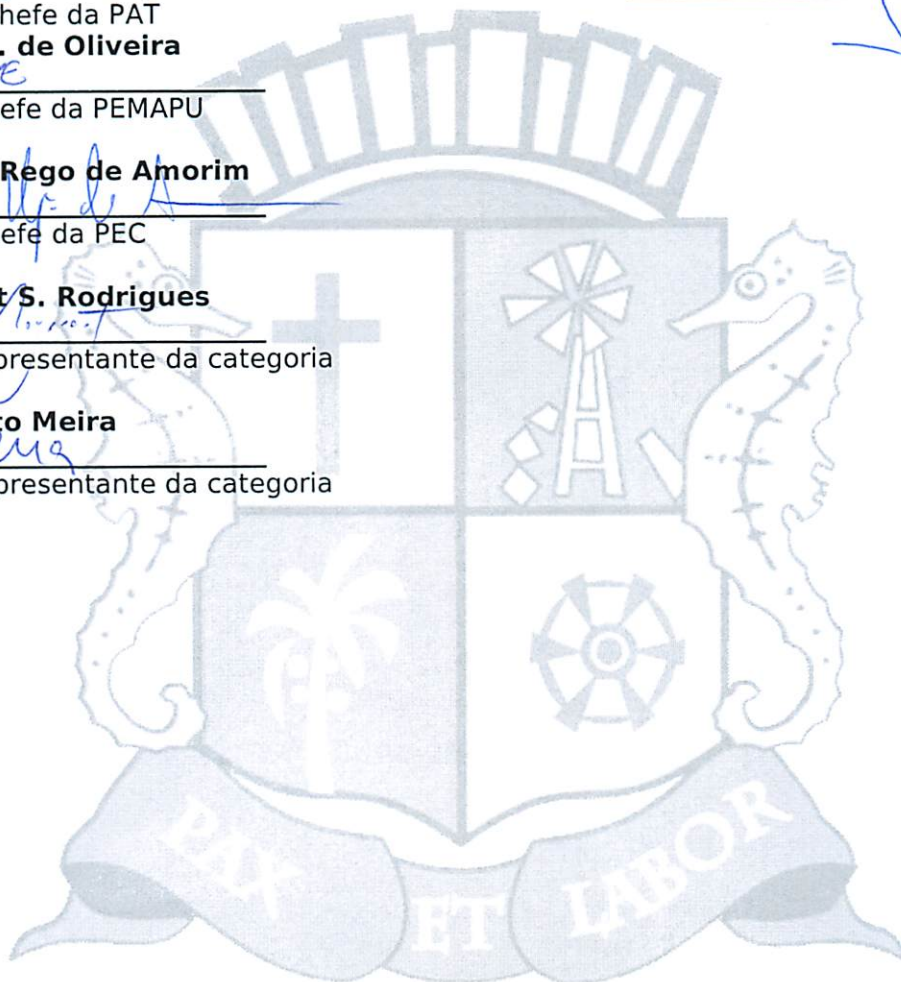 hefe da PAT
. de Oliveira
efe da PEMAPU
Rego de Amorim
efe da PEC
t S. Rodrigues
presentante da categoria
to Meira
presentante da categoria
PAX ET LABOR